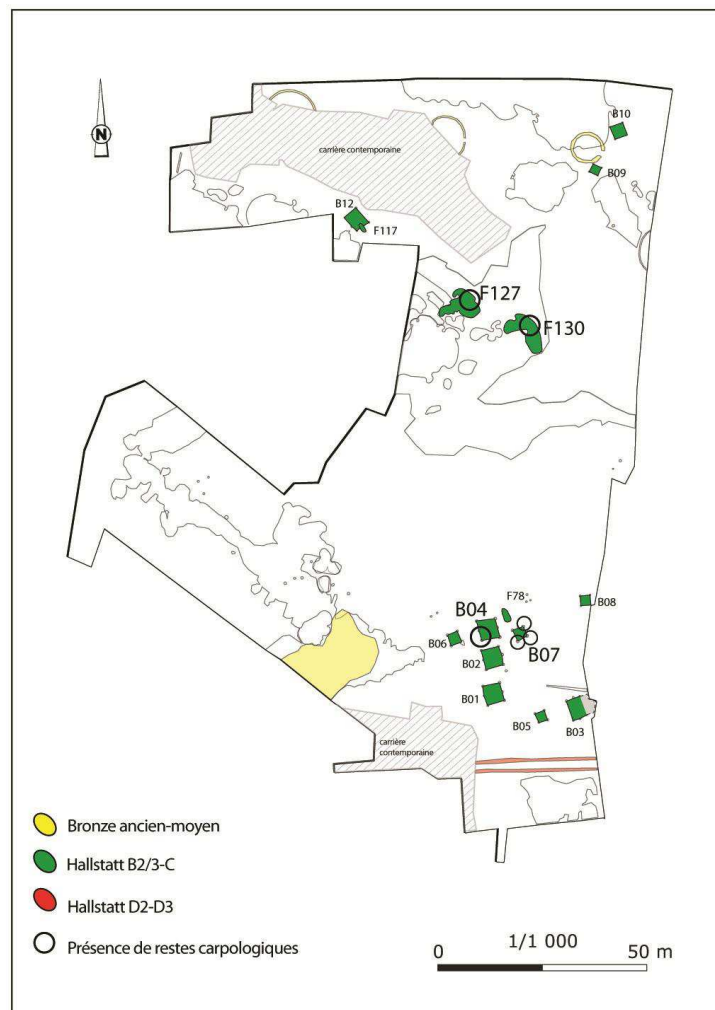 B10
carrière contemporaine
N
B09
B12
F117
F127
F130
F78
B08
B04
B06
B07
B02
B01
B05
B03
carrière
contemporaine
Bronze ancien-moyen
Hallstatt B2/3-C
Hallstatt D2-D3
Présence de restes carpologiques
1/1 000
0
50 m